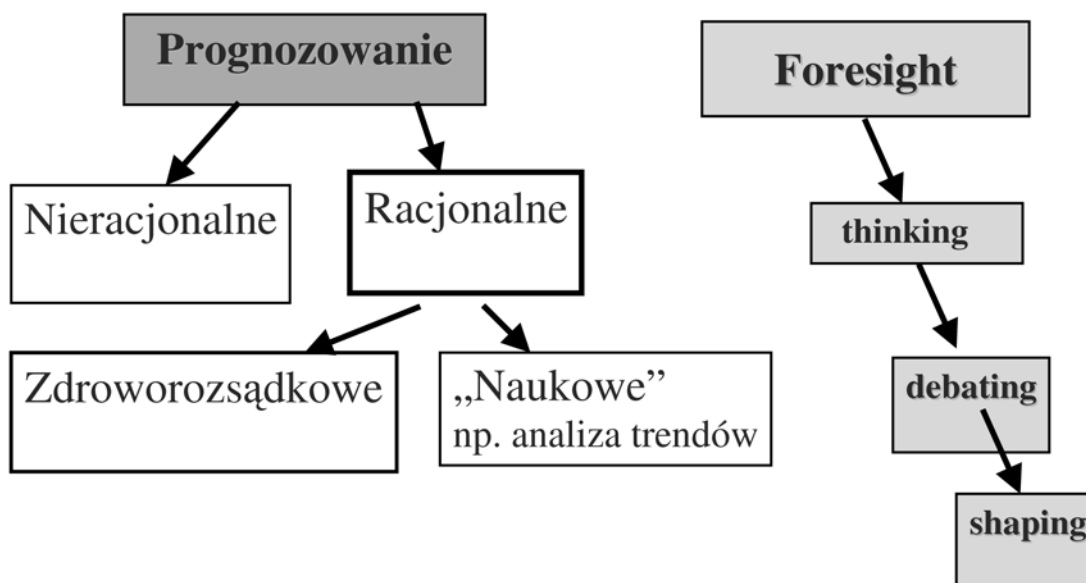 Prognozowanie
Nieracjonalne
Racjonalne
Zdroworozsądkowe
„Naukowe”
np. analiza trendów
Foresight
thinking
debating
shaping